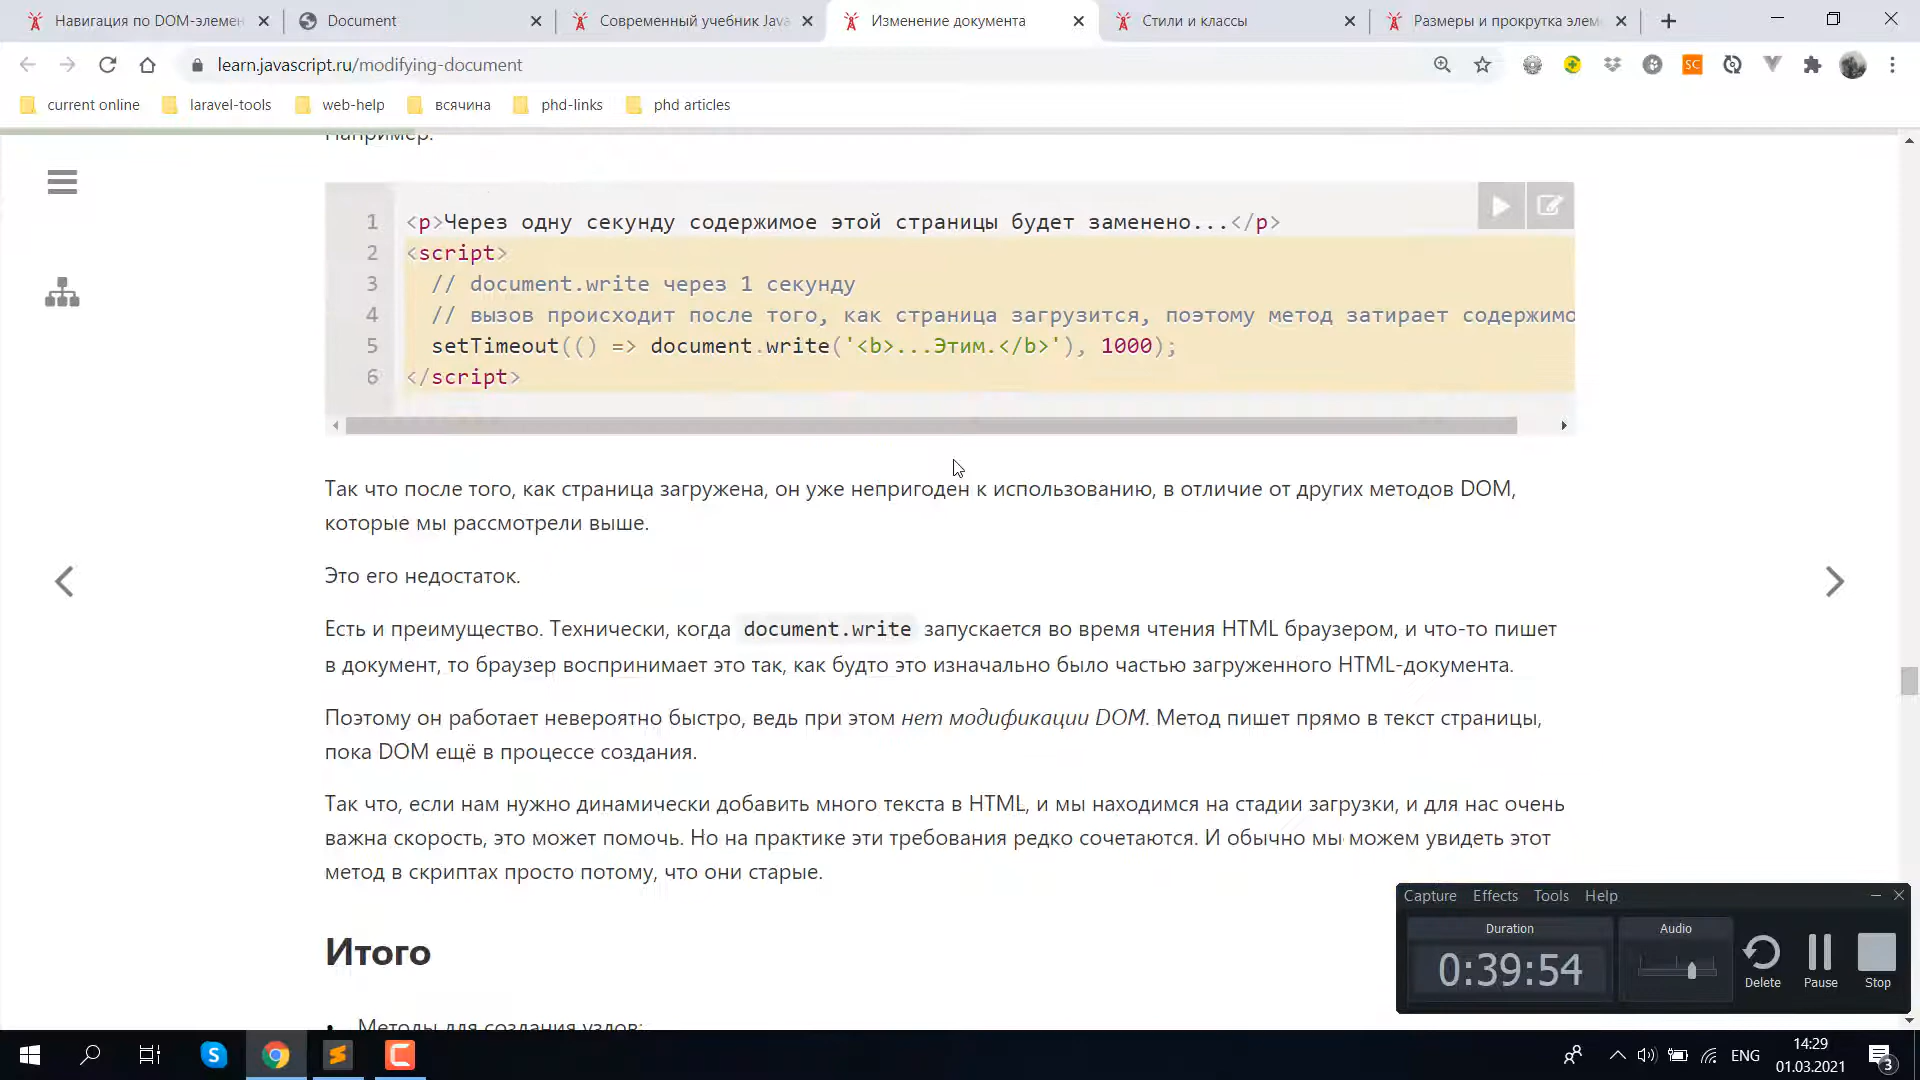 Навигация по DOM-элемен
Document
Современный учебник Java
Изменение документа
Стили и классы
Размеры и прокрутка элем
learn.javascript.ru/modifying-document
SC
current online
laravel-tools
web-help
всячина
phd-links
phd articles
Например:
1 <p>Через одну секунду содержимое этой страницы будет заменено...</p>
2 <script>
3 // document.write через 1 секунду
4 // вызов происходит после того, как страница загрузится, поэтому метод затирает содержимо
5 setTimeout(() => document.write('<b>...Этим.</b>'), 1000);
6 </script>
Так что после того, как страница загружена, он уже непригоден к использованию, в отличие от других методов DOM,
которые мы рассмотрели выше.
Это его недостаток.
Есть и преимущество. Технически, когда document.write запускается во время чтения HTML браузером, и что-то пишет
в документ, то браузер воспринимает это так, как будто это изначально было частью загруженного HTML-документа.
Поэтому он работает невероятно быстро, ведь при этом нет модификации DOM. Метод пишет прямо в текст страницы,
пока DOM ещё в процессе создания.
Так что, если нам нужно динамически добавить много текста в HTML, и мы находимся на стадии загрузки, и для нас очень
важна скорость, это может помочь. Но на практике эти требования редко сочетаются. И обычно мы можем увидеть этот
метод в скриптах просто потому, что они старые.
Итого
• Методы для создания узлов:
Capture Effects Tools Help
Duration
Audio
0:39:54
Delete
Pause
Stop
ENG
14:29
01.03.2021
3